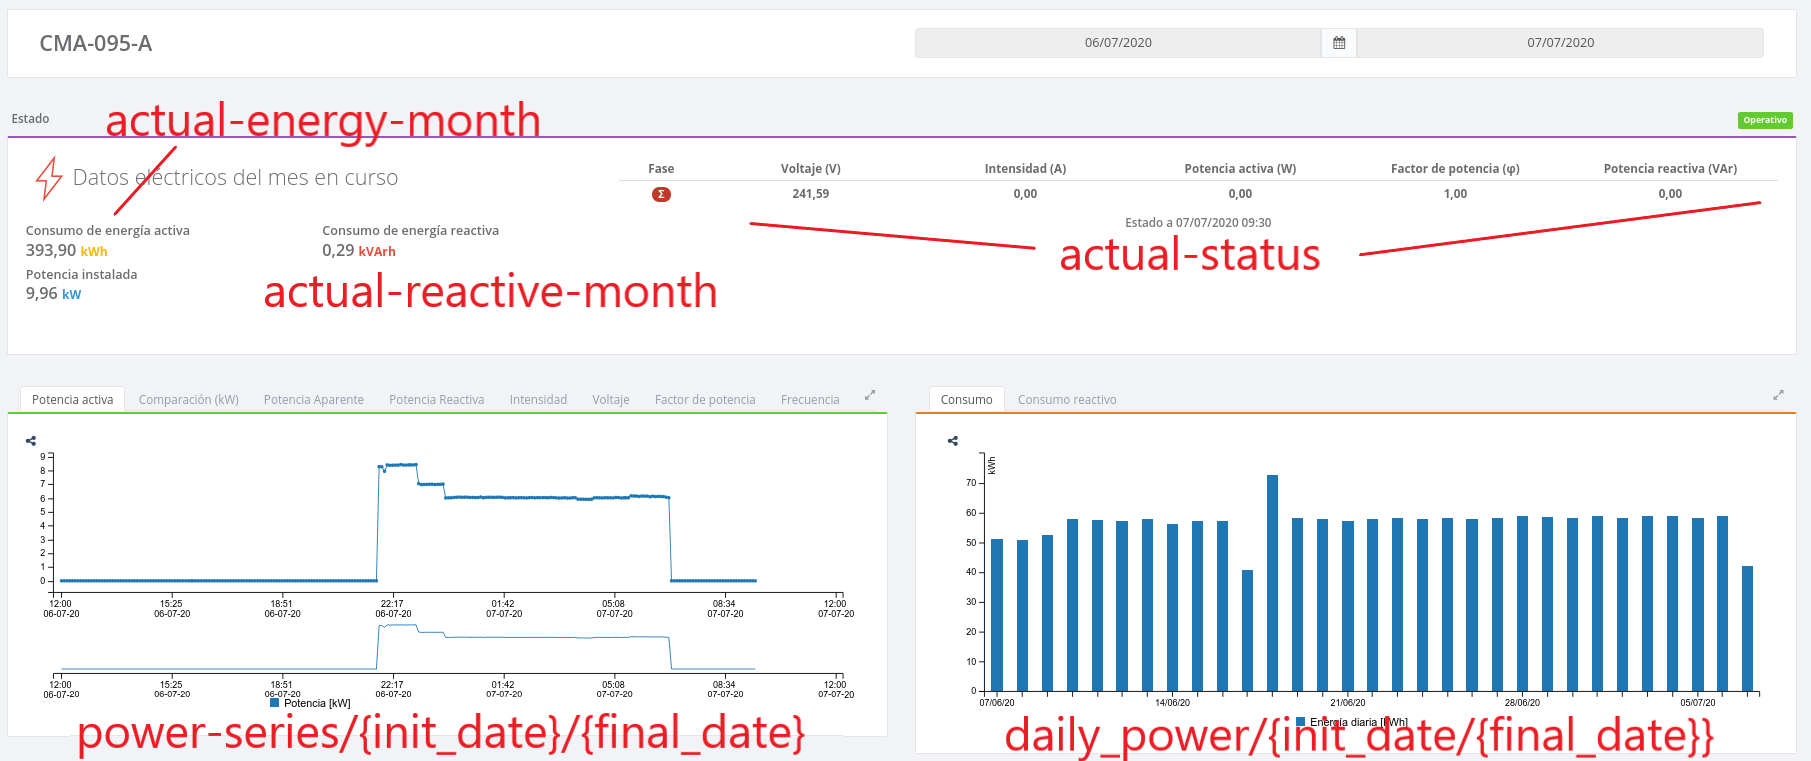 CMA-095-A
06/07/2020
07/07/2020
Estado
actual-energy-month
Operativo
Datos eléctricos del mes en curso
Fase Voltaje (V) Intensidad (A) Potencia activa (W) Factor de potencia (φ) Potencia reactiva (VAr)
Σ 241,59 0,00 0,00 1,00 0,00
Estado a 07/07/2020 09:30
actual-status
Consumo de energía activa
393,90 kWh
Consumo de energía reactiva
0,29 kVArh
Potencia instalada
9,96 kW
actual-reactive-month
Potencia activa Comparación (kW) Potencia Aparente Potencia Reactiva Intensidad Voltaje Factor de potencia Frecuencia
9
8
7
6
5
4
3
2
1
0
12:00 15:25 18:51 22:17 01:42 05:08 08:34 12:00
06-07-20 06-07-20 06-07-20 06-07-20 07-07-20 07-07-20 07-07-20 07-07-20
12:00 15:25 18:51 22:17 01:42 05:08 08:34 12:00
06-07-20 06-07-20 06-07-20 06-07-20 07-07-20 07-07-20 07-07-20 07-07-20
Potencia [kW]
power-series/{init_date}/{final_date}
Consumo Consumo reactivo
kWh
70
60
50
40
30
20
10
0
07/06/20 14/06/20 21/06/20 28/06/20 05/07/20
Energía diaria [kWh]
daily_power/{init_date/{final_date}}